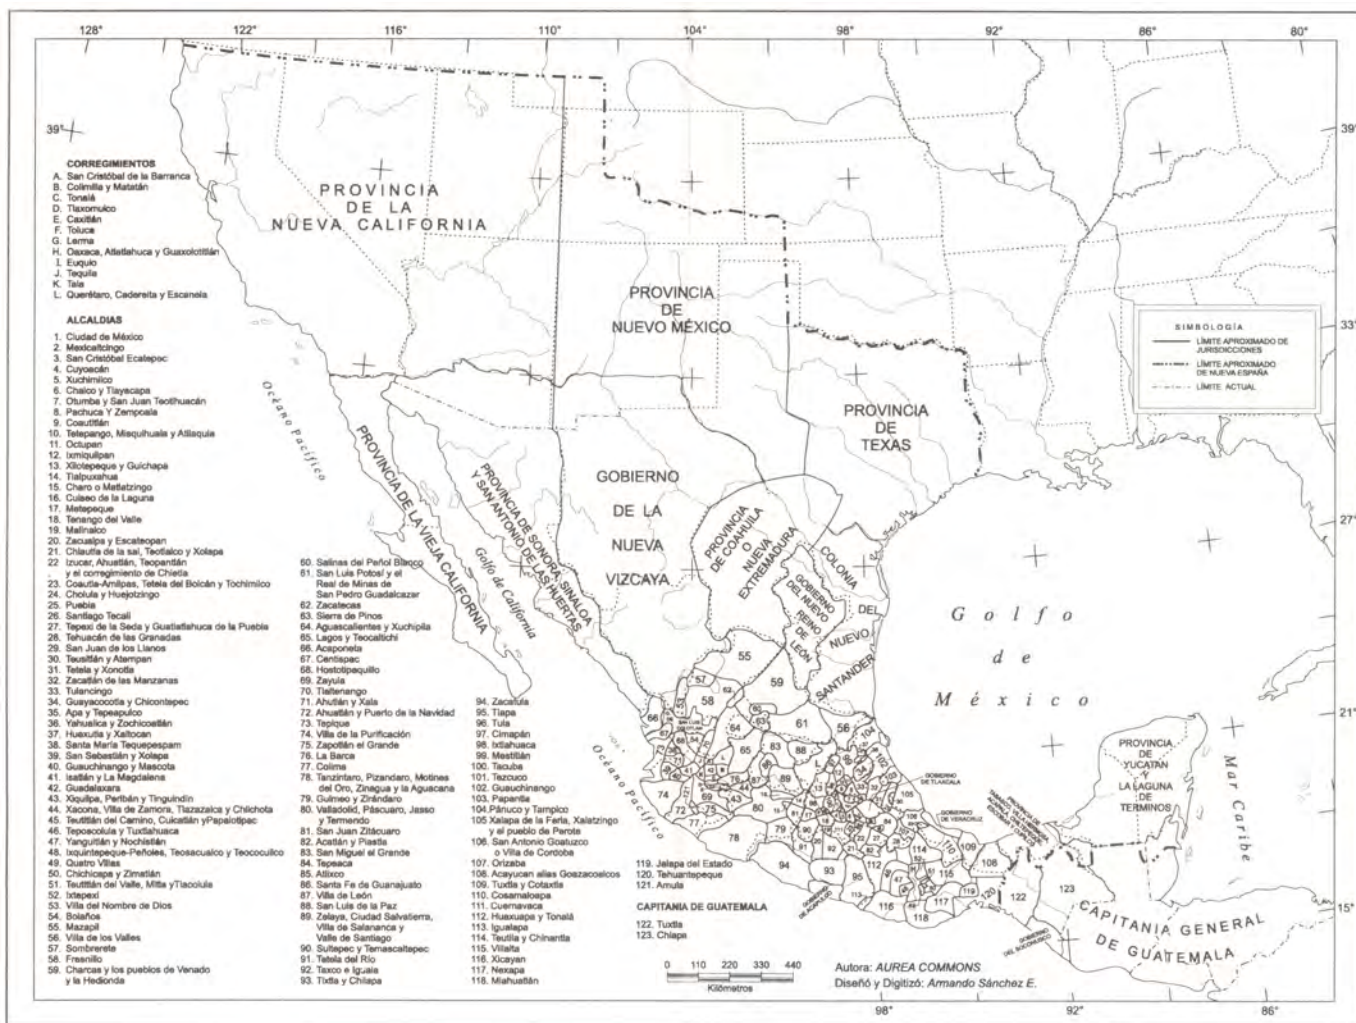 128° 122° 116° 110° 104° 98° 92° 86° 80°
39° 39°
33°
27°
21°
15°
98° 92° 86°
CORREGIMIENTOS
A. San Cristóbal de la Barranca
B. Colimilla y Matatán
C. Tonalá
D. Tlaxomulco
E. Caxitlán
F. Toluca
G. Lerma
H. Oaxaca, Atlatlahuca y Guaxolotitlán
I. Euquio
J. Tequila
K. Tala
L. Querétaro, Cadereita y Escanela
ALCALDIAS
1. Ciudad de México
2. Mexicaltcingo
3. San Cristóbal Ecatepec
4. Cuyoacán
5. Xuchimilco
6. Chalco y Tlayacapa
7. Otumba y San Juan Teotihuacán
8. Pachuca Y Zempoala
9. Coautitlán
10. Tetepango, Misquihuala y Atilaquia
11. Octupan
12. Ixmiquilpan
13. Xilotepeque y Guichapa
14. Tlalpuxahua
15. Charo o Matlatzingo
16. Cuiseo de la Laguna
17. Metepeque
18. Tenango del Valle
19. Malinalco
20. Zacualpa y Escateopan
21. Chiautla de la sal, Teotlalco y Xolapa
22 Izucar, Ahuatlán, Teopantlán
y el corregimiento de Chietla
23. Coautla-Amilpas, Tetela del Bolcán y Tochimilco
24. Cholula y Huejotzingo
25. Puebla
26. Santiago Tecali
27. Tepexi de la Seda y Guatlatlahuca de la Puebla
28. Tehuacán de las Granadas
29. San Juan de los Llanos
30. Teusitlán y Atempan
31. Tetela y Xonotla
32. Zacatlán de las Manzanas
33. Tulancingo
34. Guayacocotla y Chicontepec
35. Apa y Tepeapulco
36. Yahualica y Zochicoatlán
37. Huexutla y Xaltocan
38. Santa María Tequepespam
39. San Sebastián y Xolapa
40. Guauchinango y Mascota
41. Isatlán y La Magdalena
42. Guadalaxara
43. Xiquilpa, Peribán y Tinguindín
44. Xacona, Villa de Zamora, Tlazazalca y Chilchota
45. Teutitlán del Camino, Cuicatlán yPapalotipac
46. Teposcolula y Tuxtlahuaca
47. Yanguitlán y Nochistlán
48. Ixquintepeque-Peñoles, Teosacualco y Teococuilco
49. Quatro Villas
50. Chichicapa y Zimatlán
51. Teutitlán del Valle, Mitla yTlacolula
52. Ixtepexi
53. Villa del Nombre de Dios
54. Bolaños
55. Mazapil
56. Villa de los Valles
57. Sombrerete
58. Fresnillo
59. Charcas y los pueblos de Venado
y la Hedionda
60. Salinas del Peñol Blanco
61. San Luis Potosí y el
Real de Minas de
San Pedro Guadalcazar
62. Zacatecas
63. Sierra de Pinos
64. Aguascalientes y Xuchipila
65. Lagos y Teocaltichi
66. Acaponeta
67. Centispac
68. Hostotipaquillo
69. Zayula
70. Tlaltenango
71. Ahutlán y Xala
72. Ahuatlán y Puerto de la Navidad
73. Tepique
74. Villa de la Purificación
75. Zapotlán el Grande
76. La Barca
77. Colima
78. Tanzintaro, Pizandaro, Motines
del Oro, Zinagua y la Aguacana
79. Guimeo y Zirándaro
80. Valladolid, Páscuaro, Jasso
y Termendo
81. San Juan Zitácuaro
82. Acatlán y Piastla
83. San Miguel el Grande
84. Tepeaca
85. Atlixco
86. Santa Fe de Guanajuato
87. Villa de León
88. San Luis de la Paz
89. Zelaya, Ciudad Salvatierra,
Villa de Salananca y
Valle de Santiago
90. Sultepec y Temascaltepec
91. Tetela del Río
92. Taxco e Iguala
93. Tixtla y Chilapa
94. Zacatula
95. Tlapa
96. Tula
97. Cimapán
98. Ixtlahuaca
99. Mestitlán
100. Tacuba
101. Tezcuco
102. Guauchinango
103. Papantla
104. Pánuco y Tampico
105 Xalapa de la Feria, Xalatzingo
y el pueblo de Perote
106. San Antonio Goatuzco
o Villa de Cordoba
107. Orizaba
108. Acayucan alias Goazacoalcos
109. Tuxtla y Cotaxtla
110. Cosamaloapa
111. Cuernavaca
112. Huaxuapa y Tonalá
113. Igualapa
114. Teutila y Chinantla
115. Villalta
116. Xicayan
117. Nexapa
118. Miahuatlán
119. Jalapa del Estado
120. Tehuantepeque
121. Amula
CAPITANIA DE GUATEMALA
122. Tuxtla
123. Chiapa
PROVINCIA
DE LA
NUEVA CALIFORNIA
PROVINCIA
DE
NUEVO MÉXICO
PROVINCIA
DE
TEXAS
GOBIERNO
DE LA
NUEVA
VIZCAYA
PROVINCIA DE LA VIEJA CALIFORNIA
PROVINCIA DE SONORA, SINALOA
Y SAN ANTONIO DE LAS HUERTAS
PROVINCIA
DE COAHUILA
O
NUEVA
EXTREMADURA
GOBIERNO
DEL NUEVO
REINO
DE
LEÓN
COLONIA
DEL
NUEVO
SANTANDER
Océano Pacífico
Golfo de California
Océano Pacífico
Golfo
de
México
Mar Caribe
PROVINCIA
DE
YUCATAN
Y
LA LAGUNA
DE
TERMINOS
GOBIERNO
DE TLAXCALA
GOBIERNO
DE VERACRUZ
GOBIERNO
DE ACAPULCO
GOBIERNO
DEL SOCONUSCO
CAPITANIA GENERAL
DE GUATEMALA
SIMBOLOGÍA
LÍMITE APROXIMADO DE
JURISDICCIONES
LÍMITE APROXIMADO
DE NUEVA ESPAÑA
LÍMITE ACTUAL
0 110 220 330 440
Kilómetros
Autora: AUREA COMMONS
Diseñó y Digitizó: Armando Sánchez E.